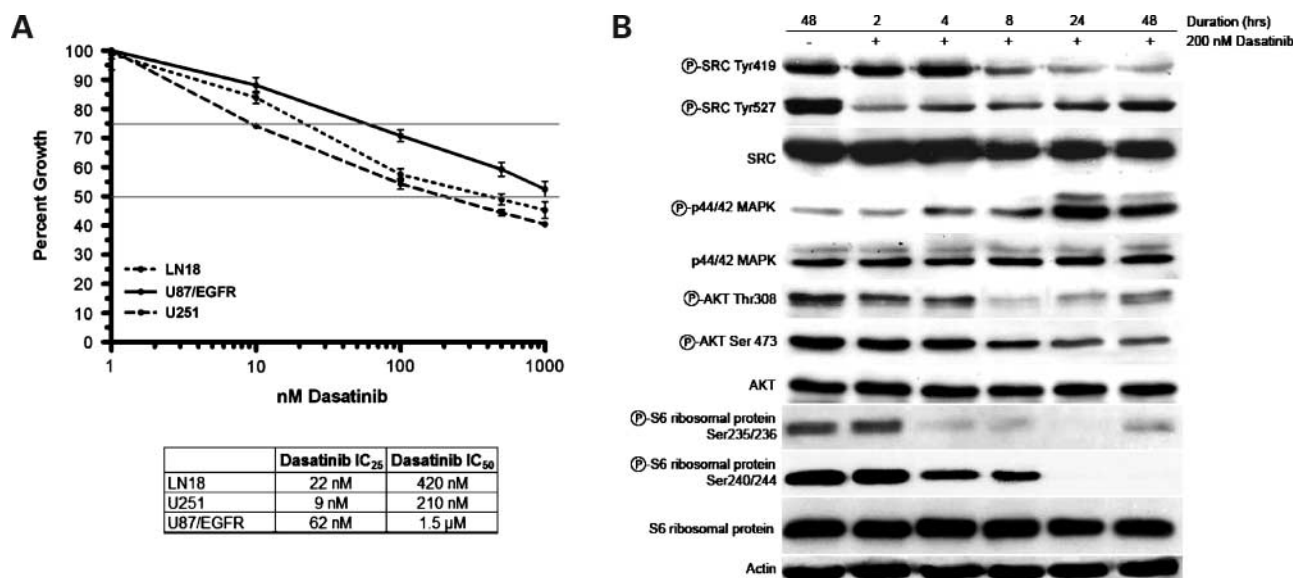 A
100
90
80
70
60
50
40
30
20
10
0
Percent Growth
LN18
U87/EGFR
U251
1 10 100 1000
nM Dasatinib
Dasatinib IC25 Dasatinib IC50
LN18 22 nM 420 nM
U251 9 nM 210 nM
U87/EGFR 62 nM 1.5 µM
B
48 2 4 8 24 48 Duration (hrs)
- + + + + + 200 nM Dasatinib
Ⓟ-SRC Tyr419
Ⓟ-SRC Tyr527
SRC
Ⓟ-p44/42 MAPK
p44/42 MAPK
Ⓟ-AKT Thr308
Ⓟ-AKT Ser 473
AKT
Ⓟ-S6 ribosomal protein
Ser235/236
Ⓟ-S6 ribosomal protein
Ser240/244
S6 ribosomal protein
Actin